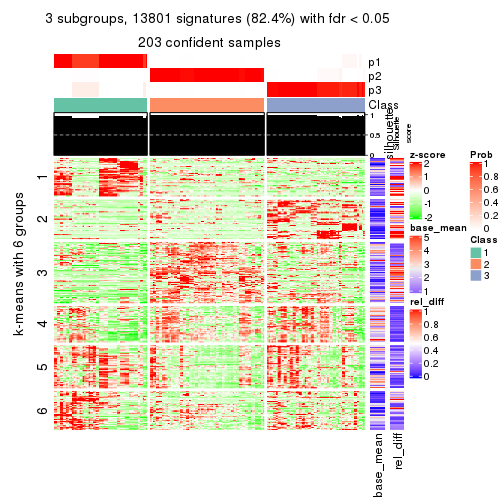 3 subgroups, 13801 signatures (82.4%) with fdr < 0.05
203 confident samples
p1
p2
p3
Class
1
0.5
0
silhouette
Silhouette
score
k-means with 6 groups
1
2
3
4
5
6
base_mean
rel_diff
z-score
2
1
0
-1
-2
base_mean
5
4
3
2
1
rel_diff
1
0.8
0.6
0.4
0.2
0
Prob
1
0.8
0.6
0.4
0.2
0
Class
1
2
3